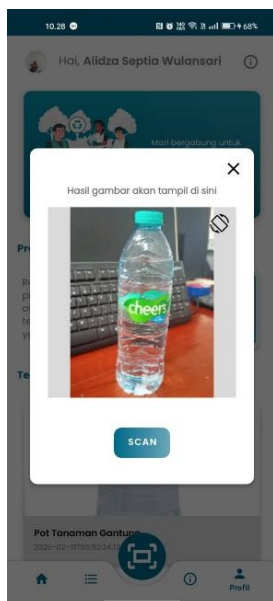 10.28
68%
Hai, Alidza Septia Wulansari
Mari bergabung untuk
Hasil gambar akan tampil di sini
cheers
SCAN
Pot Tanaman Gantung
Profil